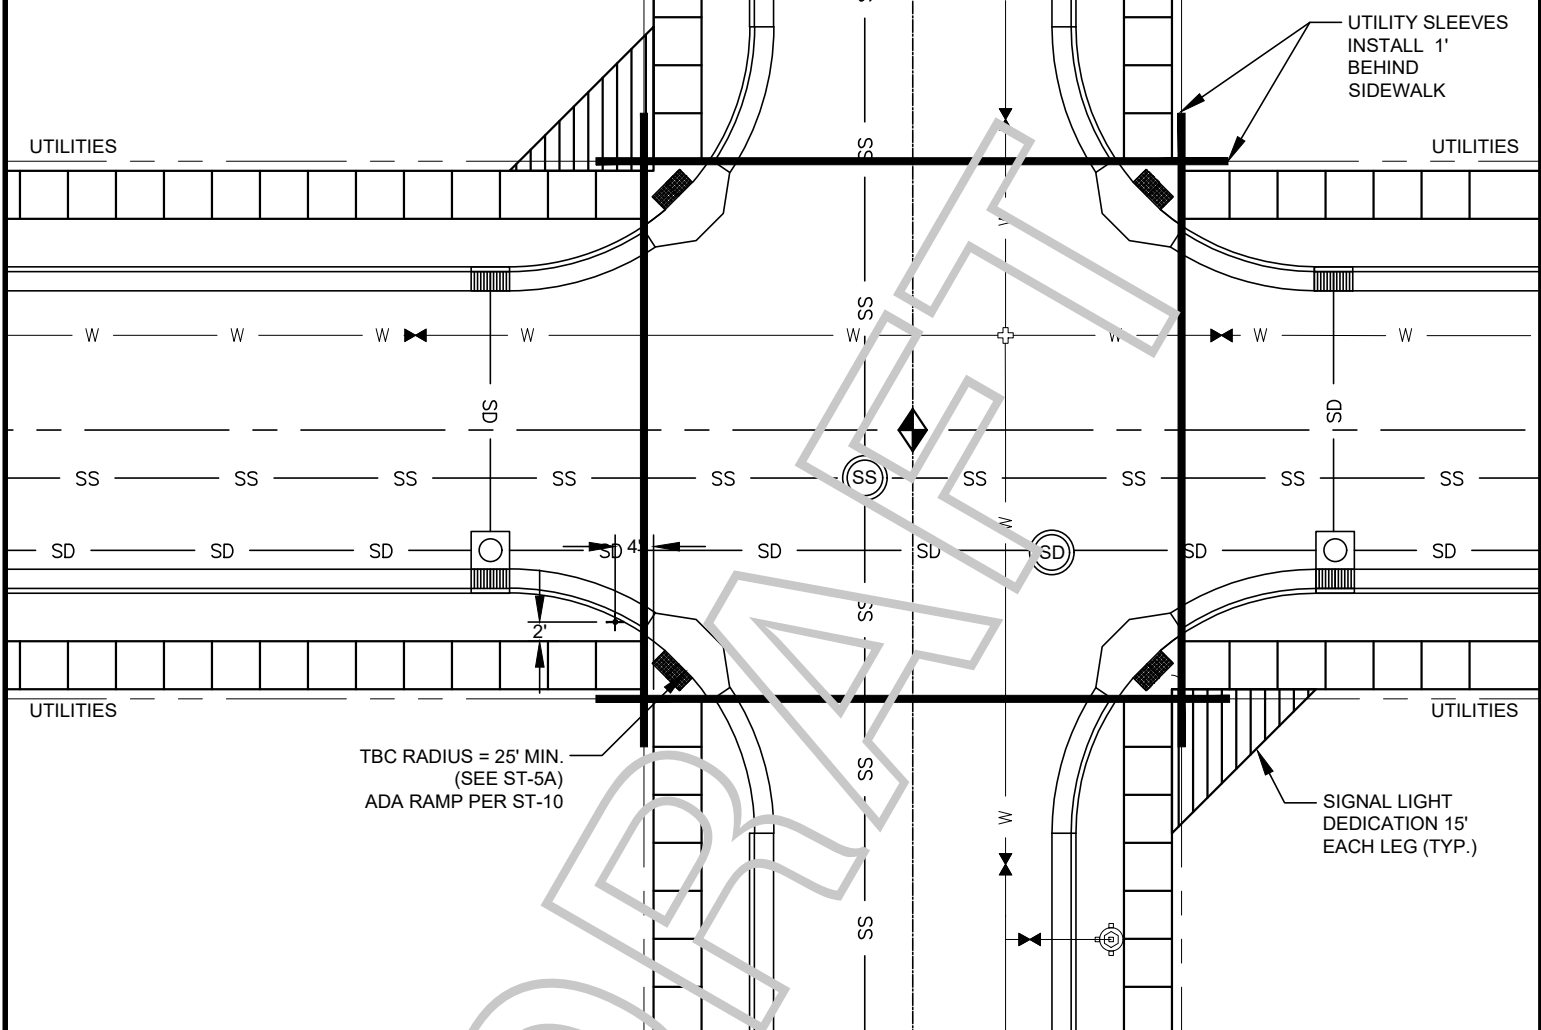 UTILITY SLEEVES
INSTALL 1'
BEHIND
SIDEWALK
UTILITIES
UTILITIES
SS
SS
W
W W W W W W W W
SS
SD
SD
SS SS SS SS SS SS SS SS SS SS
W
SD SD SD SD SD SD SD SD SD
4'
2'
SS
UTILITIES
UTILITIES
TBC RADIUS = 25' MIN.
(SEE ST-5A)
ADA RAMP PER ST-10
SS
SIGNAL LIGHT
DEDICATION 15'
EACH LEG (TYP.)
W
SS
DRAFT